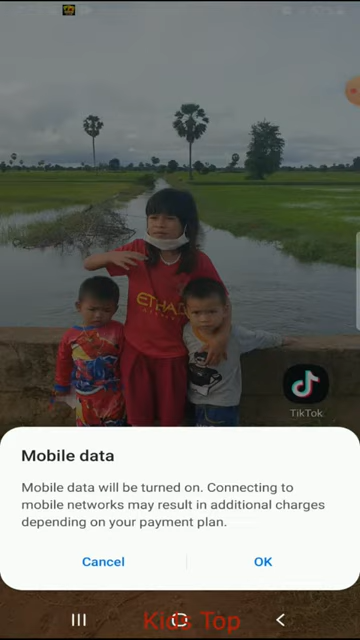 ETIHAD
TikTok
Mobile data
Mobile data will be turned on. Connecting to
mobile networks may result in additional charges
depending on your payment plan.
Cancel
OK
Kids Top